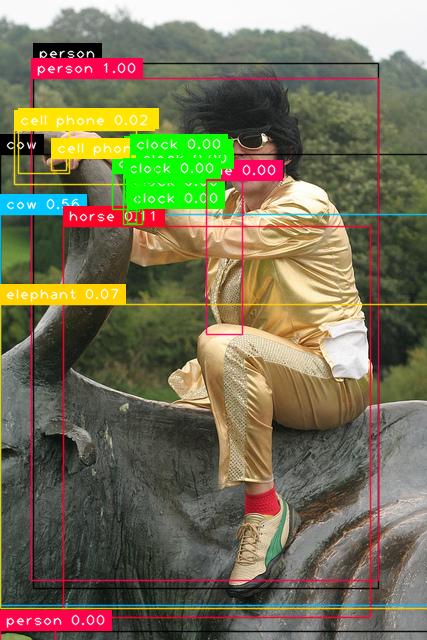 person
person 1.00
cell phone 0.02
cow
cell phon
clock 0.00
clock 0.00
e 0.00
clock 0.00
cow 0.56
horse 0.11
elephant 0.07
person 0.00